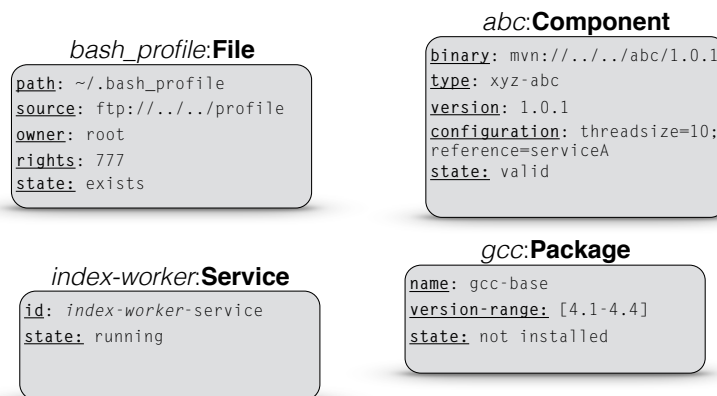 bash_profile:File
path: ~/.bash_profile
source: ftp://../../profile
owner: root
rights: 777
state: exists
abc:Component
binary: mvn://../../abc/1.0.1
type: xyz-abc
version: 1.0.1
configuration: threadsize=10;
reference=serviceA
state: valid
index-worker:Service
id: index-worker-service
state: running
gcc:Package
name: gcc-base
version-range: [4.1-4.4]
state: not installed